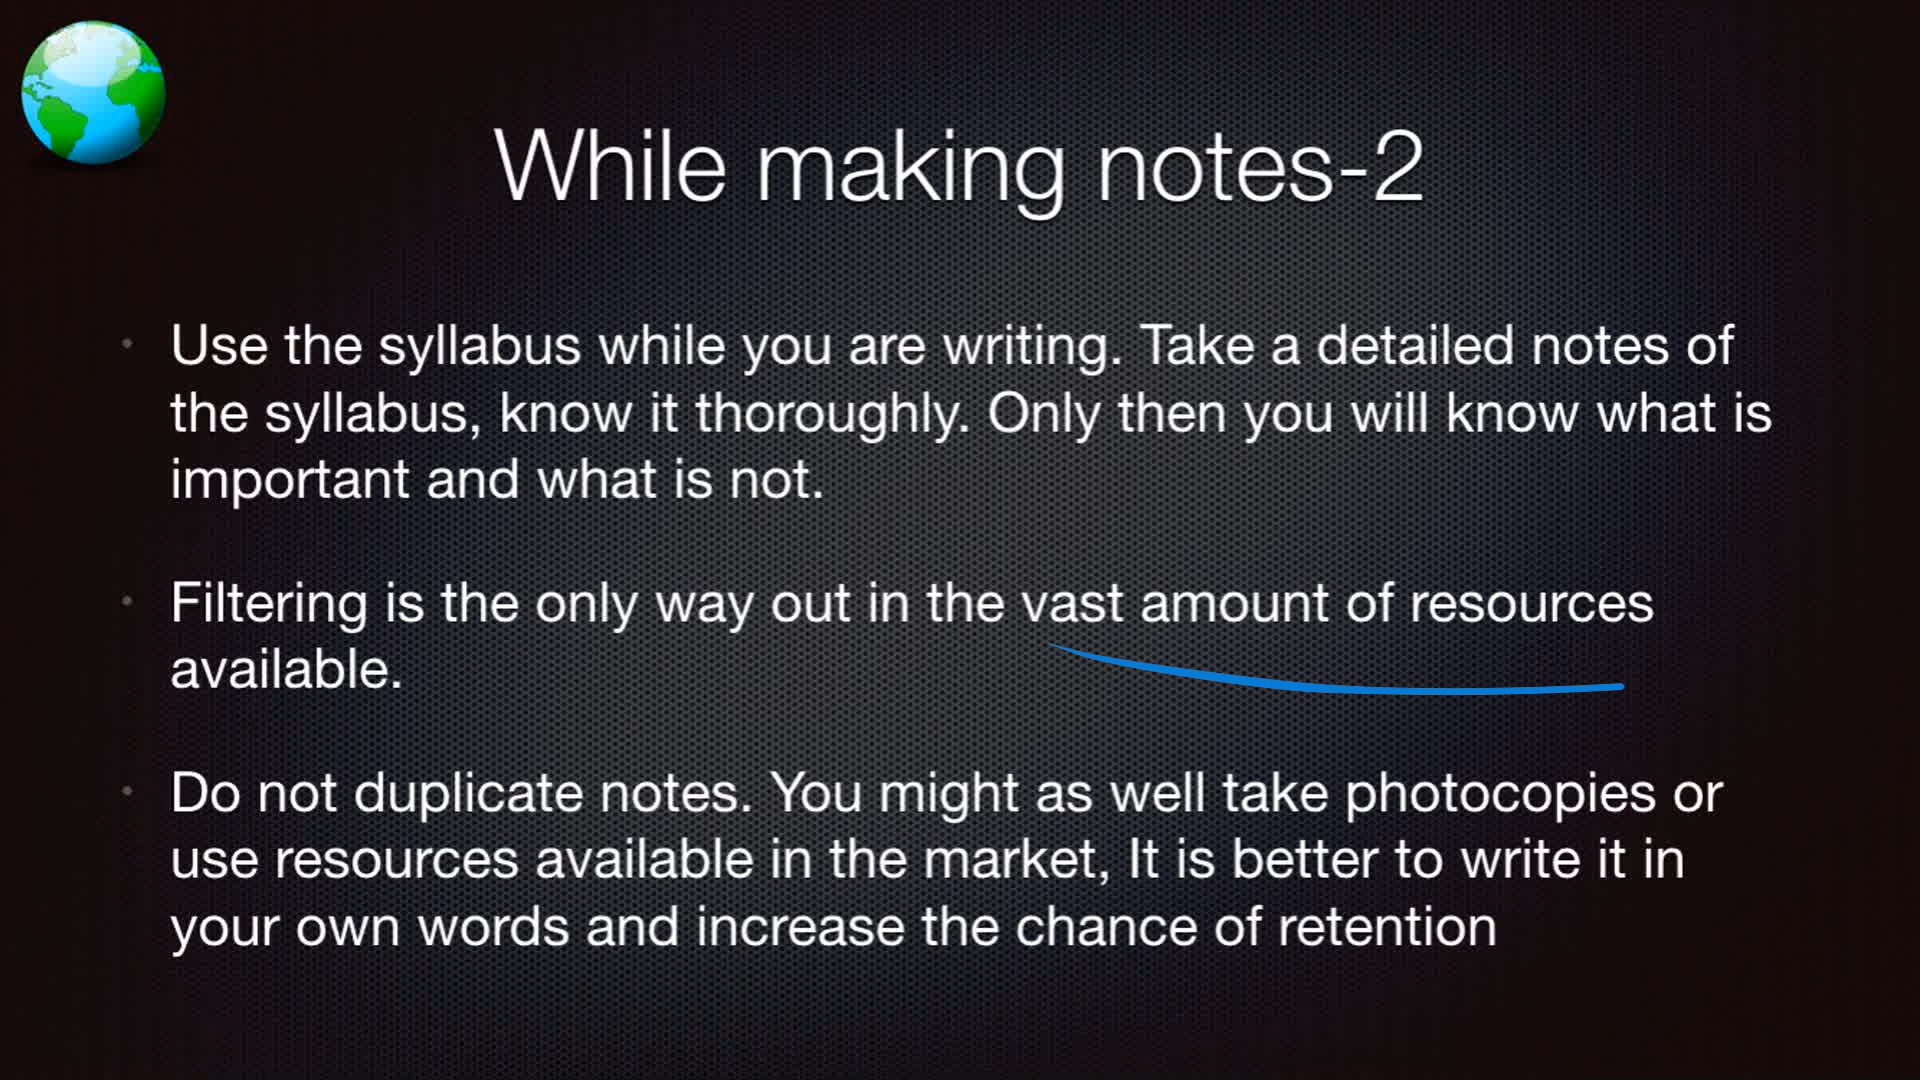 While making notes-2
• Use the syllabus while you are writing. Take a detailed notes of
the syllabus, know it thoroughly. Only then you will know what is
important and what is not.
• Filtering is the only way out in the vast amount of resources
available.
• Do not duplicate notes. You might as well take photocopies or
use resources available in the market, It is better to write it in
your own words and increase the chance of retention